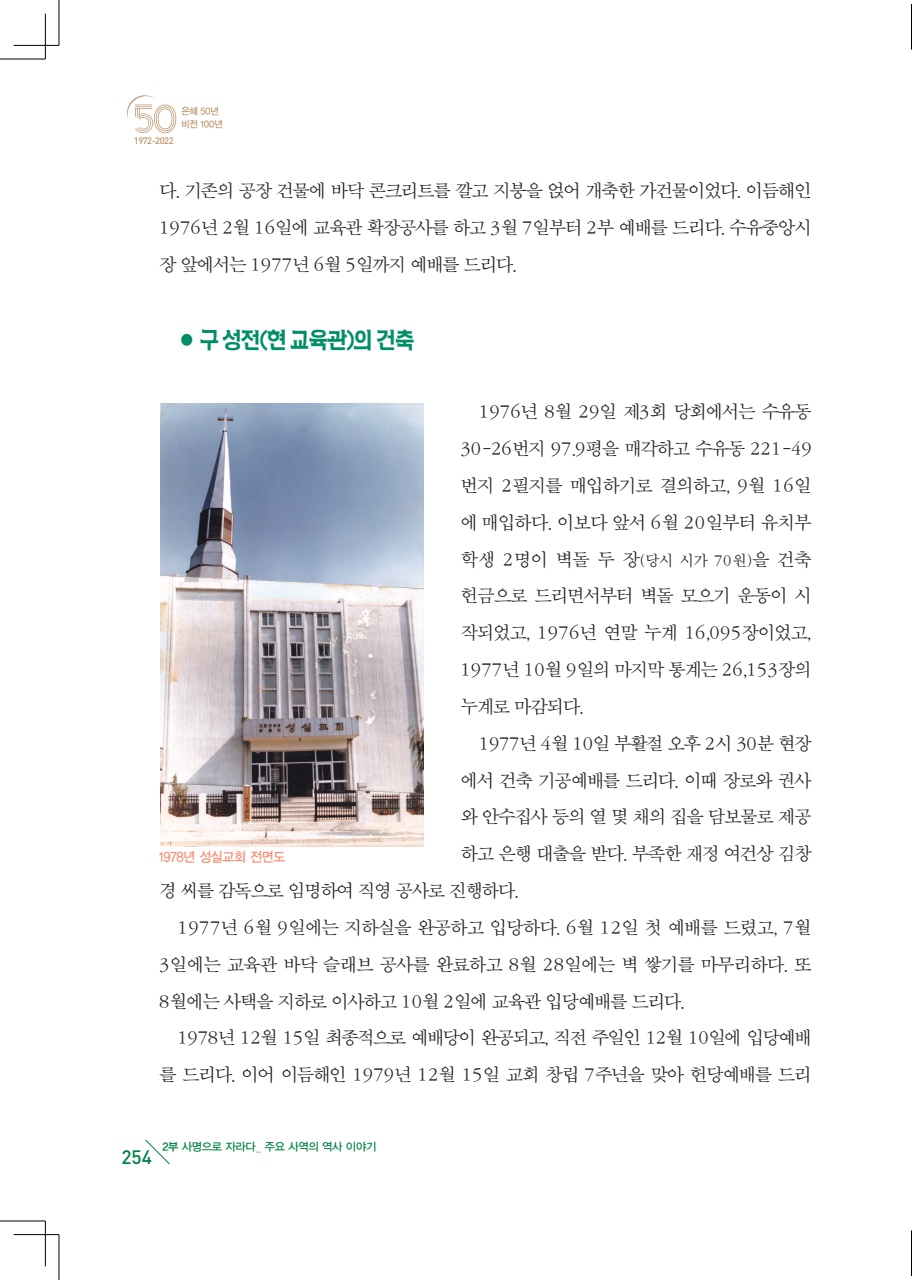 은혜 50년
비전 100년
50
1972-2022
다. 기존의 공장 건물에 바닥 콘크리트를 깔고 지붕을 얹어 개축한 가건물이었다. 이듬해인
1976년 2월 16일에 교육관 확장공사를 하고 3월 7일부터 2부 예배를 드리다. 수유중앙시
장 앞에서는 1977년 6월 5일까지 예배를 드리다.
● 구 성전(현 교육관)의 건축
1976년 8월 29일 제3회 당회에서는 수유동
30-26번지 97.9평을 매각하고 수유동 221-49
번지 2필지를 매입하기로 결의하고, 9월 16일
에 매입하다. 이보다 앞서 6월 20일부터 유치부
학생 2명이 벽돌 두 장(당시 시가 70원)을 건축
헌금으로 드리면서부터 벽돌 모으기 운동이 시
작되었고, 1976년 연말 누계 16,095장이었고,
1977년 10월 9일의 마지막 통계는 26,153장의
누계로 마감되다.
1977년 4월 10일 부활절 오후 2시 30분 현장
에서 건축 기공예배를 드리다. 이때 장로와 권사
와 안수집사 등의 열 몇 채의 집을 담보물로 제공
하고 은행 대출을 받다. 부족한 재정 여건상 김창
성실교회
1978년 성실교회 전면도
경 씨를 감독으로 임명하여 직영 공사로 진행하다.
1977년 6월 9일에는 지하실을 완공하고 입당하다. 6월 12일 첫 예배를 드렸고, 7월
3일에는 교육관 바닥 슬래브 공사를 완료하고 8월 28일에는 벽 쌓기를 마무리하다. 또
8월에는 사택을 지하로 이사하고 10월 2일에 교육관 입당예배를 드리다.
1978년 12월 15일 최종적으로 예배당이 완공되고, 직전 주일인 12월 10일에 입당예배
를 드리다. 이어 이듬해인 1979년 12월 15일 교회 창립 7주년을 맞아 헌당예배를 드리
254
2부 사명으로 자라다_ 주요 사역의 역사 이야기